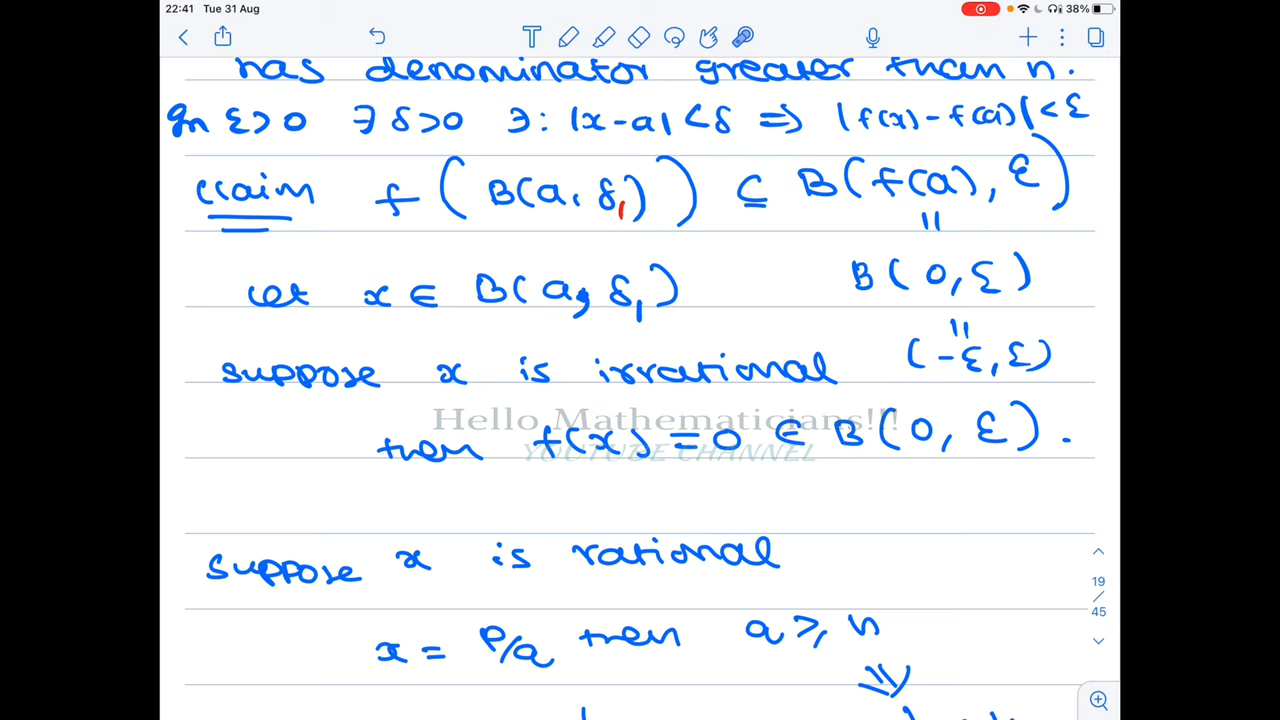 22:41 Tue 31 Aug 38%
has denominator greater than n.
Gn ε>0 ∃ δ>0 ∋: |x-a|<δ ⇒ |f(x)-f(a)|<ε
Claim f(B(a, δ₁)) ⊆ B(f(a), ε)
=
let x ∈ B(a, δ₁) B(0, ε)
=
suppose x is irrational (-ε, ε)
Hello Mathematicians!!!
then f(x) = 0 ∈ B(0, ε).
YOUTUBE CHANNEL
suppose x is rational
19
/
45
x = p/q then q ≥ n
⇓